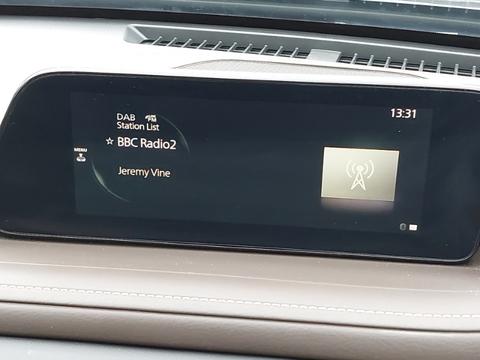 DAB
13:31
Station List
☆ BBC Radio2
MENU
Jeremy Vine